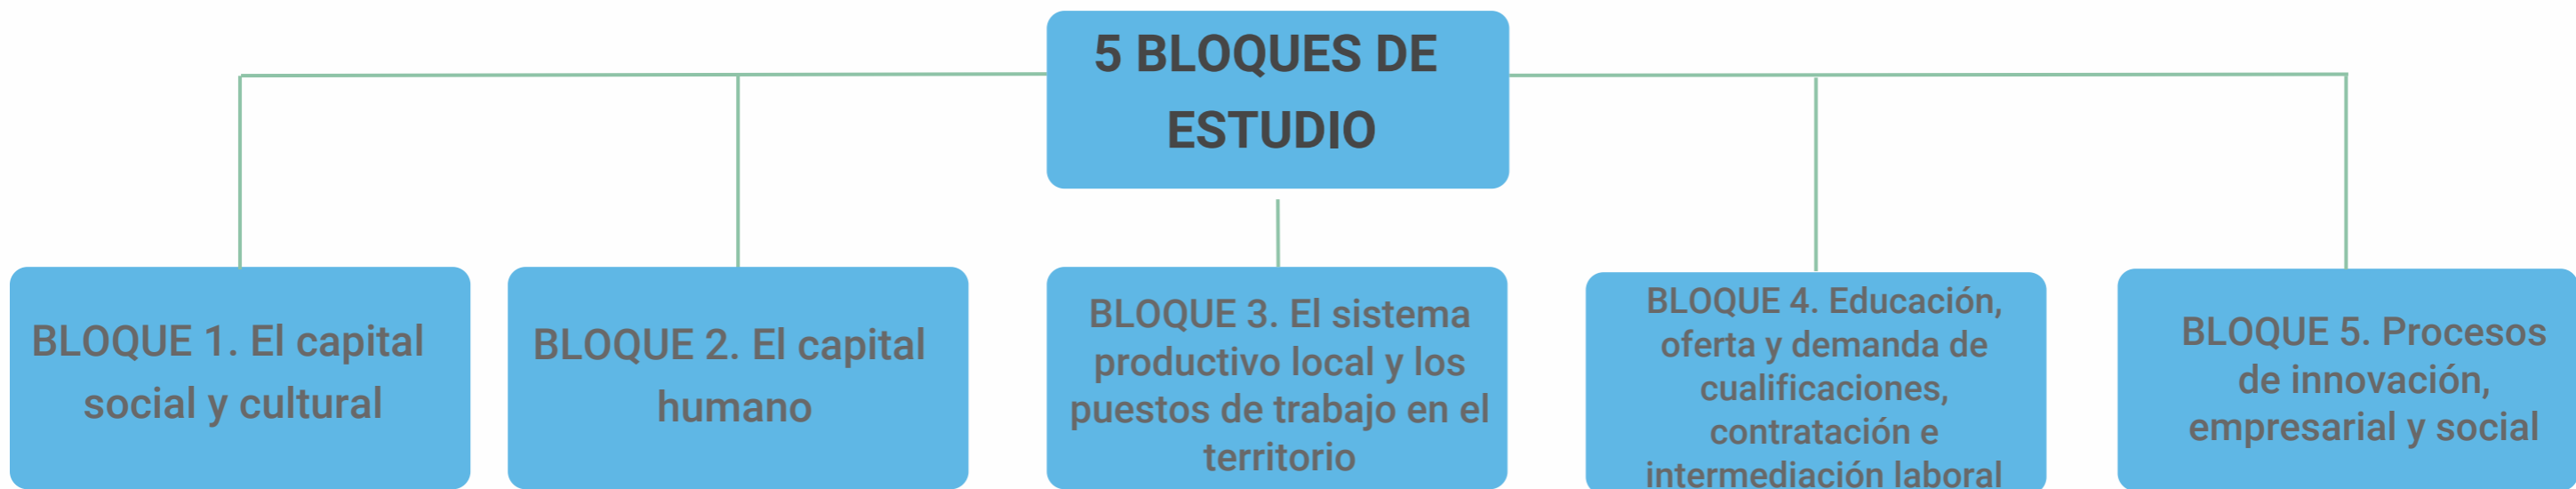 5 BLOQUES DE
ESTUDIO
BLOQUE 1. El capital
social y cultural
BLOQUE 2. El capital
humano
BLOQUE 3. El sistema
productivo local y los
puestos de trabajo en el
territorio
BLOQUE 4. Educación,
oferta y demanda de
cualificaciones,
contratación e
intermediación laboral
BLOQUE 5. Procesos
de innovación,
empresarial y social